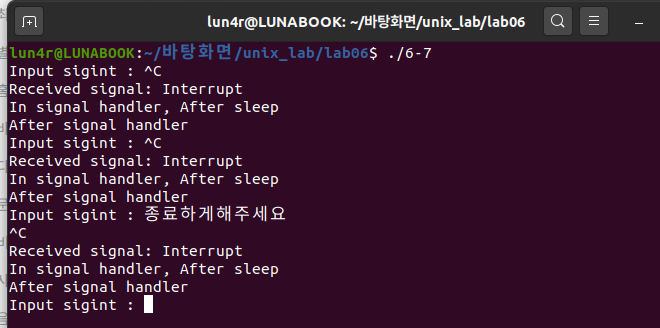 lun4r@LUNABOOK: ~/바탕화면/unix_lab/lab06
lun4r@LUNABOOK:~/바탕화면/unix_lab/lab06$ ./6-7
Input sigint : ^C
Received signal: Interrupt
In signal handler, After sleep
After signal handler
Input sigint : ^C
Received signal: Interrupt
In signal handler, After sleep
After signal handler
Input sigint : 종료하게해주세요
^C
Received signal: Interrupt
In signal handler, After sleep
After signal handler
Input sigint :